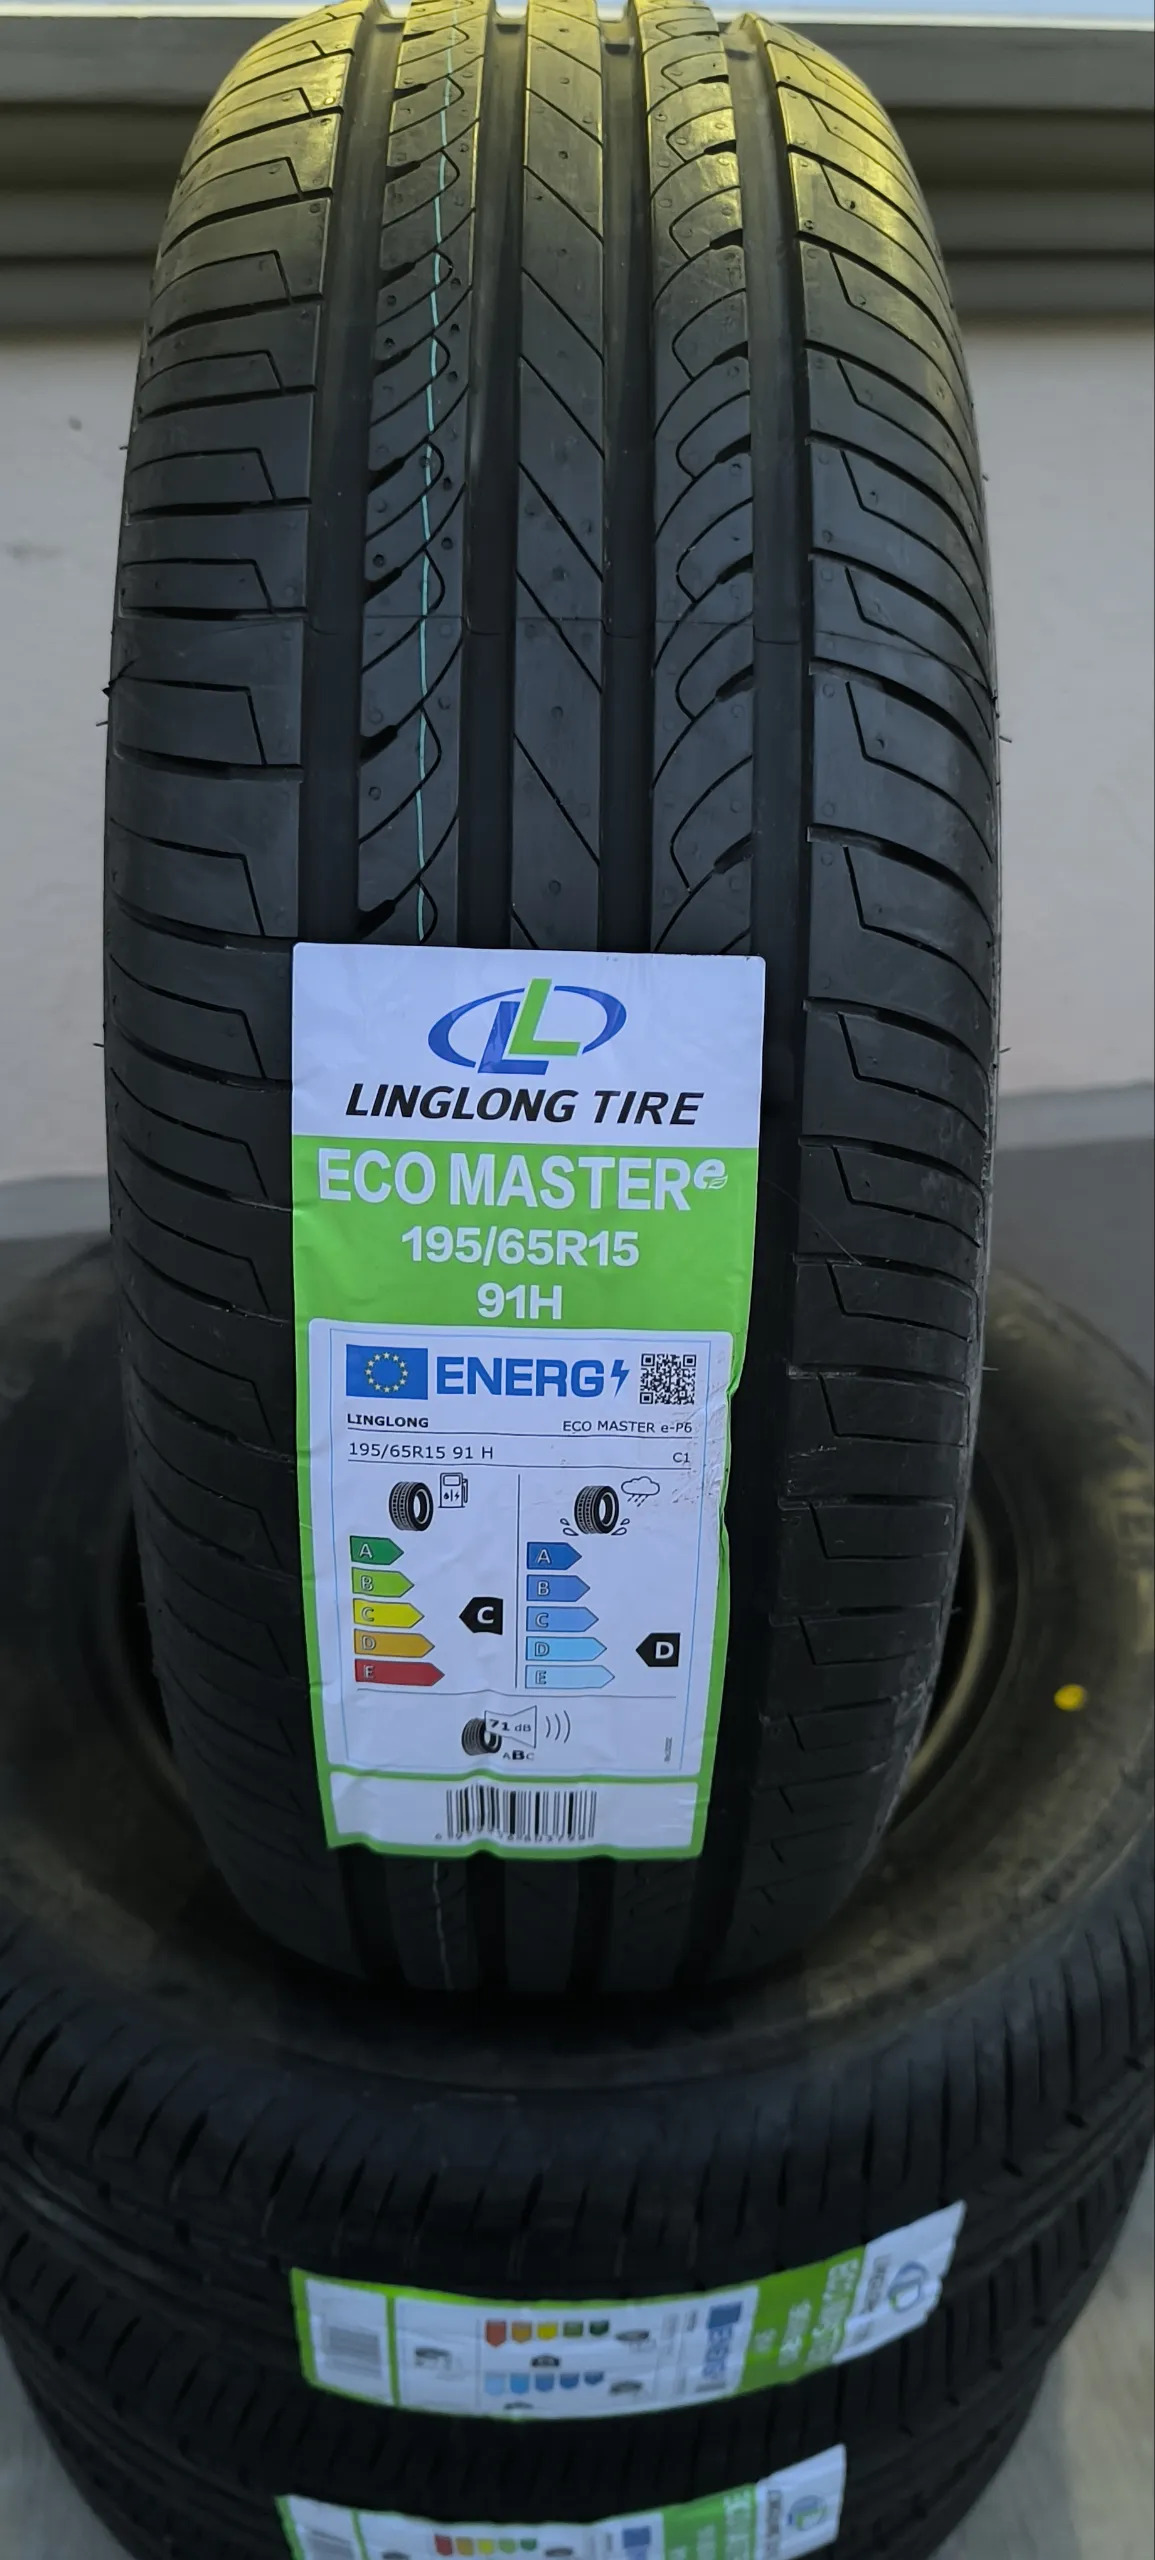 LINGLONG TIRE
ECO MASTER e
195/65R15
91H
ENERG
LINGLONG ECO MASTER e-P6
195/65R15 91 H C1
A A
B B
C C C
D D D
E E
71 dB
ABC